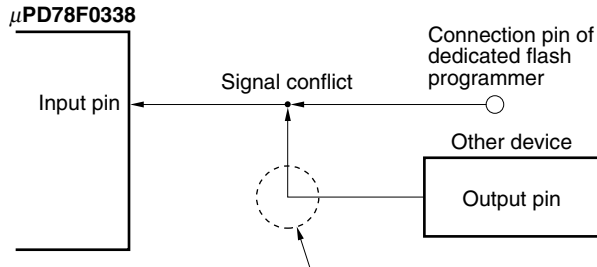 μPD78F0338
Connection pin of
dedicated flash
programmer
Signal conflict
Input pin
Other device
Output pin